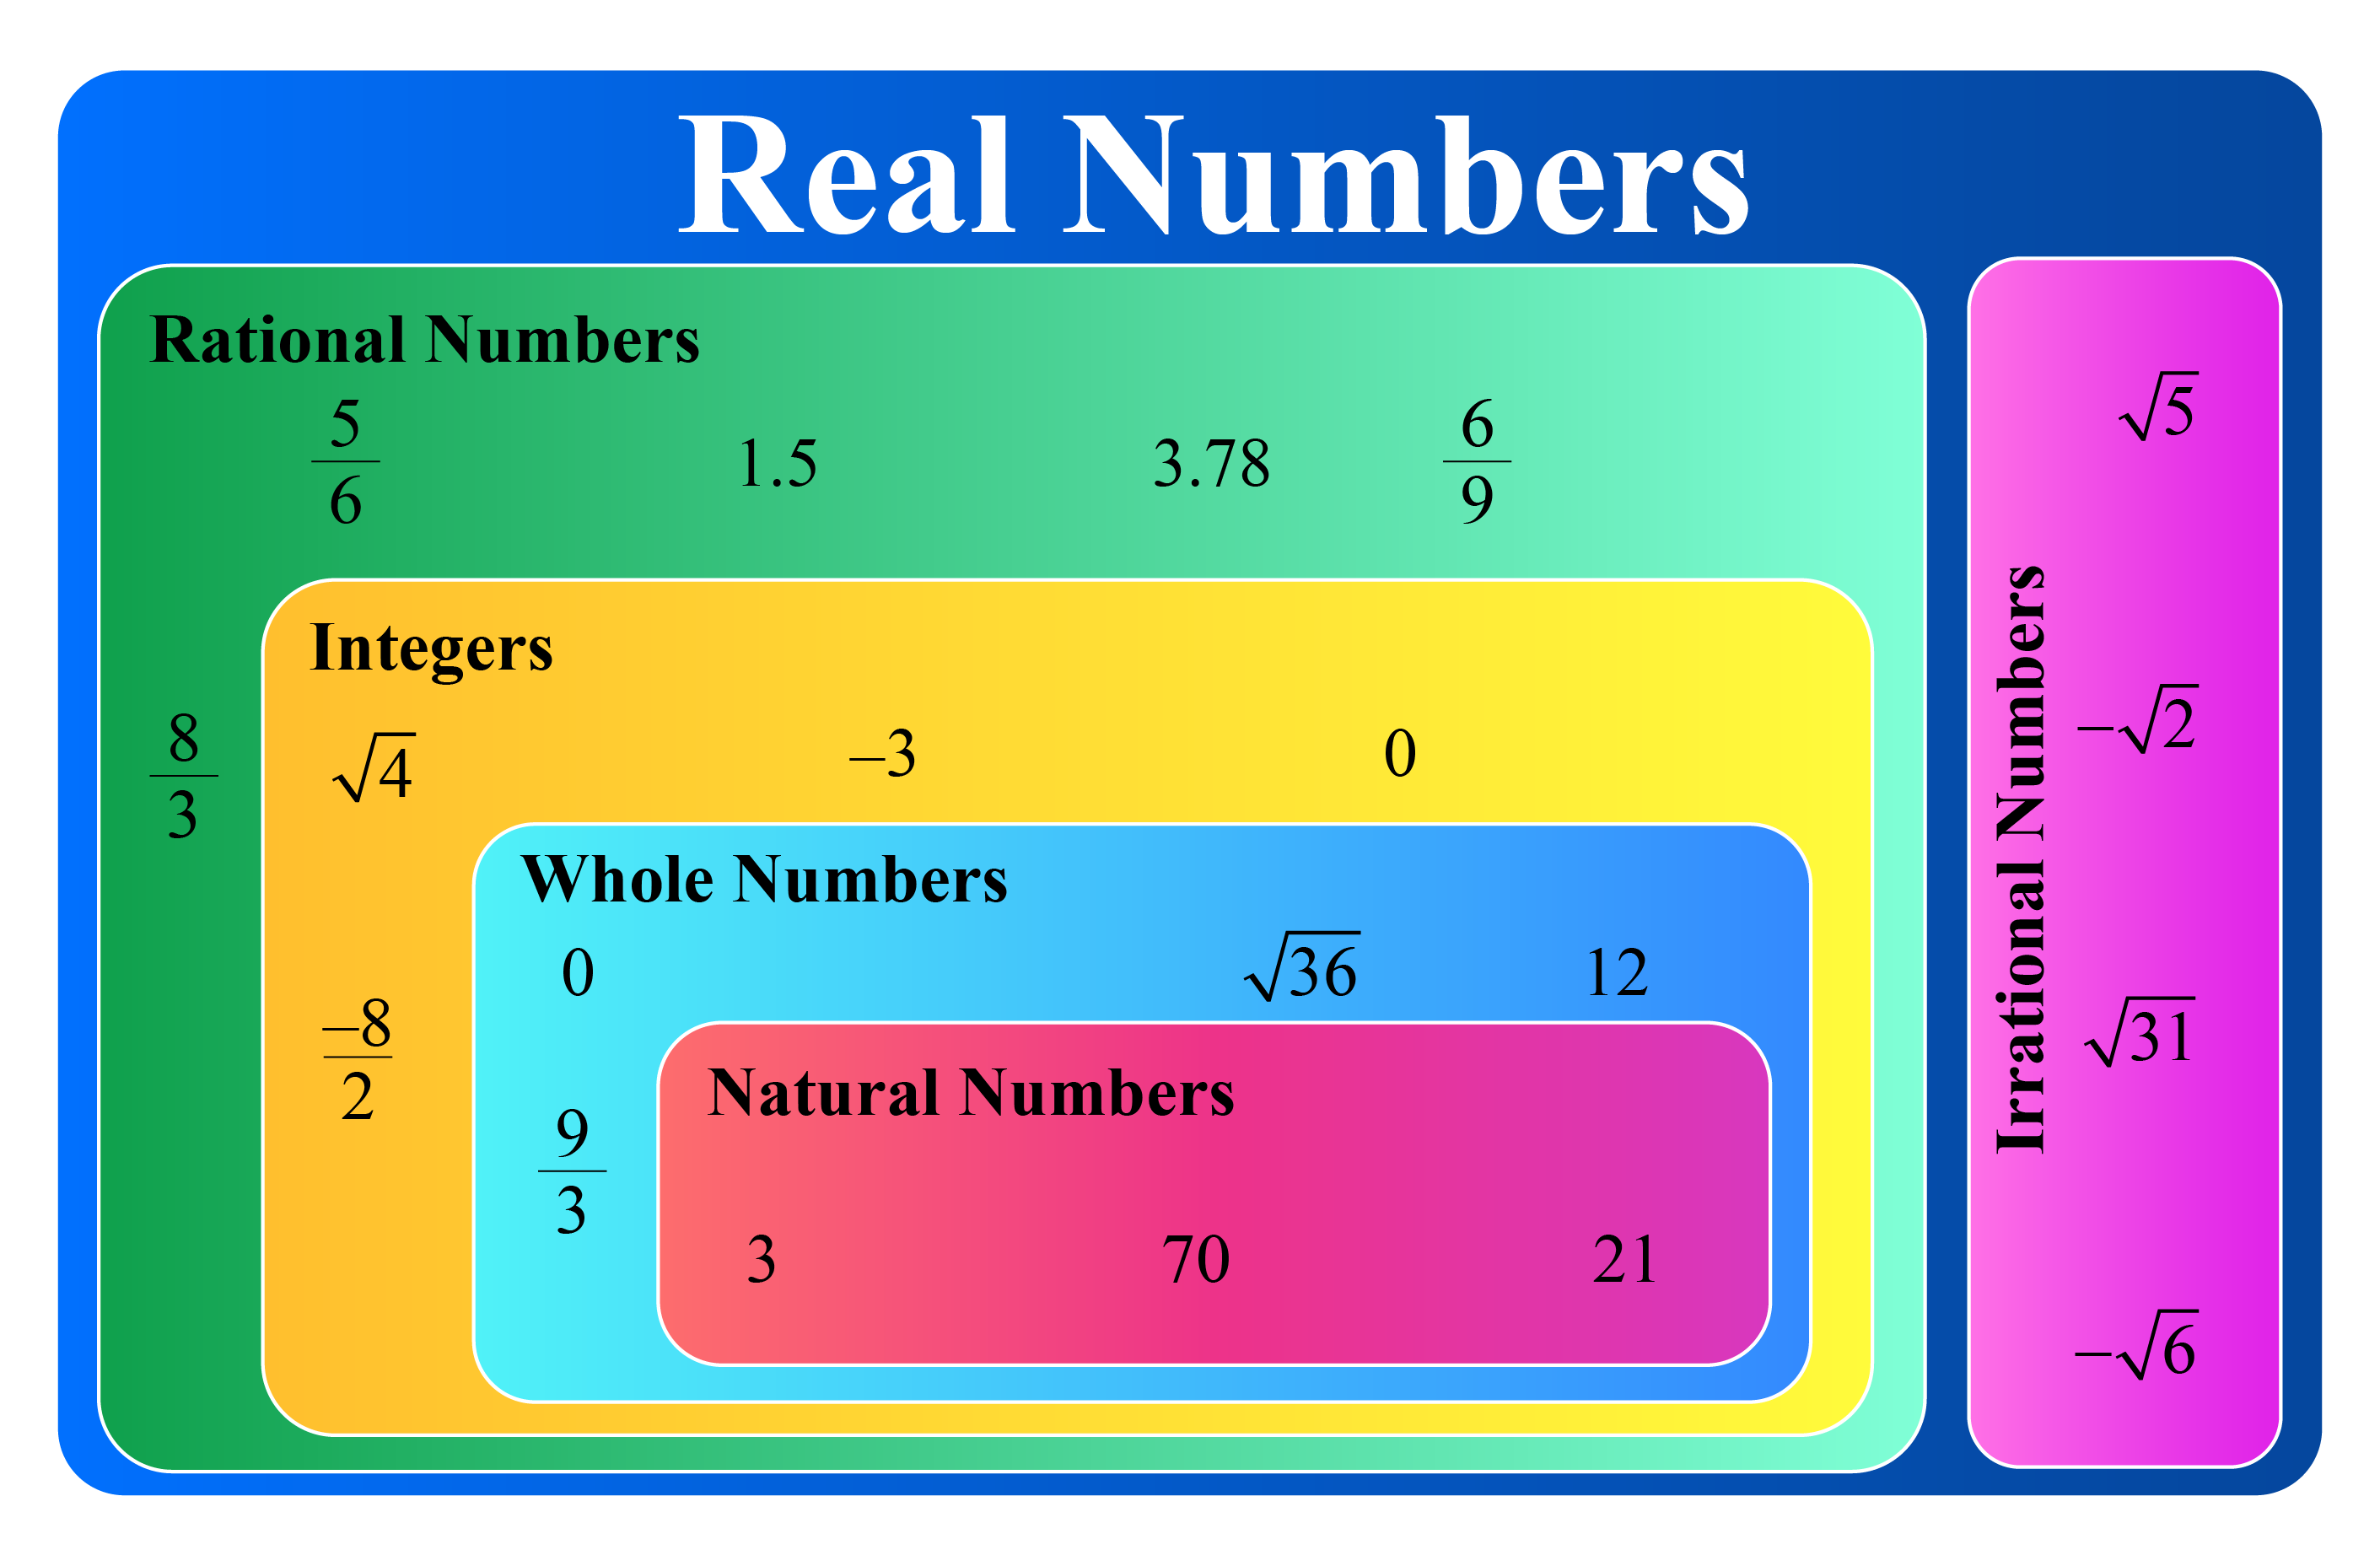 Real Numbers
Rational Numbers
5/6 1.5 3.78 6/9
Integers
8/3
√4 −3 0
Whole Numbers
0 √36 12
−8/2
Natural Numbers
9/3
3 70 21
Irrational Numbers
√5
−√2
√31
−√6